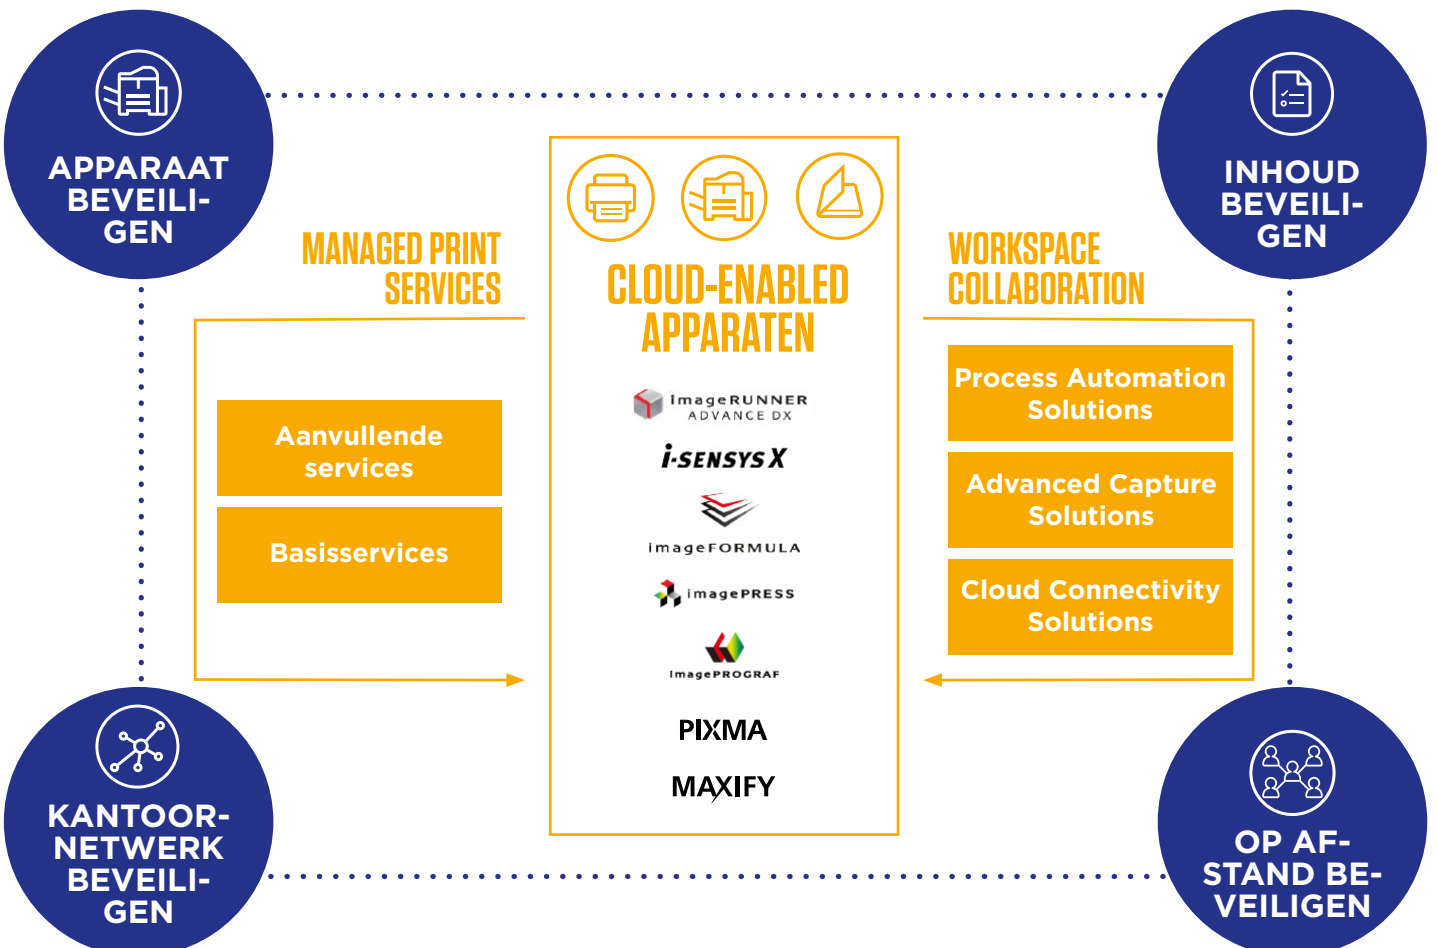 APPARAAT
BEVEILI-
GEN
INHOUD
BEVEILI-
GEN
MANAGED PRINT
SERVICES
Aanvullende
services
Basisservices
CLOUD-ENABLED
APPARATEN
imageRUNNER
ADVANCE DX
i-SENSYS X
imageFORMULA
imagePRESS
imagePROGRAF
PIXMA
MAXIFY
WORKSPACE
COLLABORATION
Process Automation
Solutions
Advanced Capture
Solutions
Cloud Connectivity
Solutions
KANTOOR-
NETWERK
BEVEILI-
GEN
OP AF-
STAND BE-
VEILIGEN